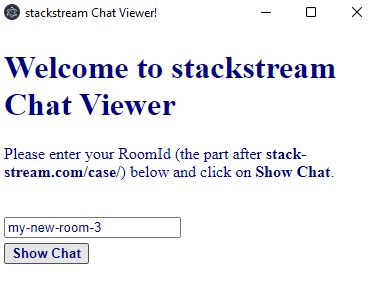 stackstream Chat Viewer!
Welcome to stackstream
Chat Viewer
Please enter your RoomId (the part after stack-
stream.com/case/) below and click on Show Chat.
my-new-room-3
Show Chat